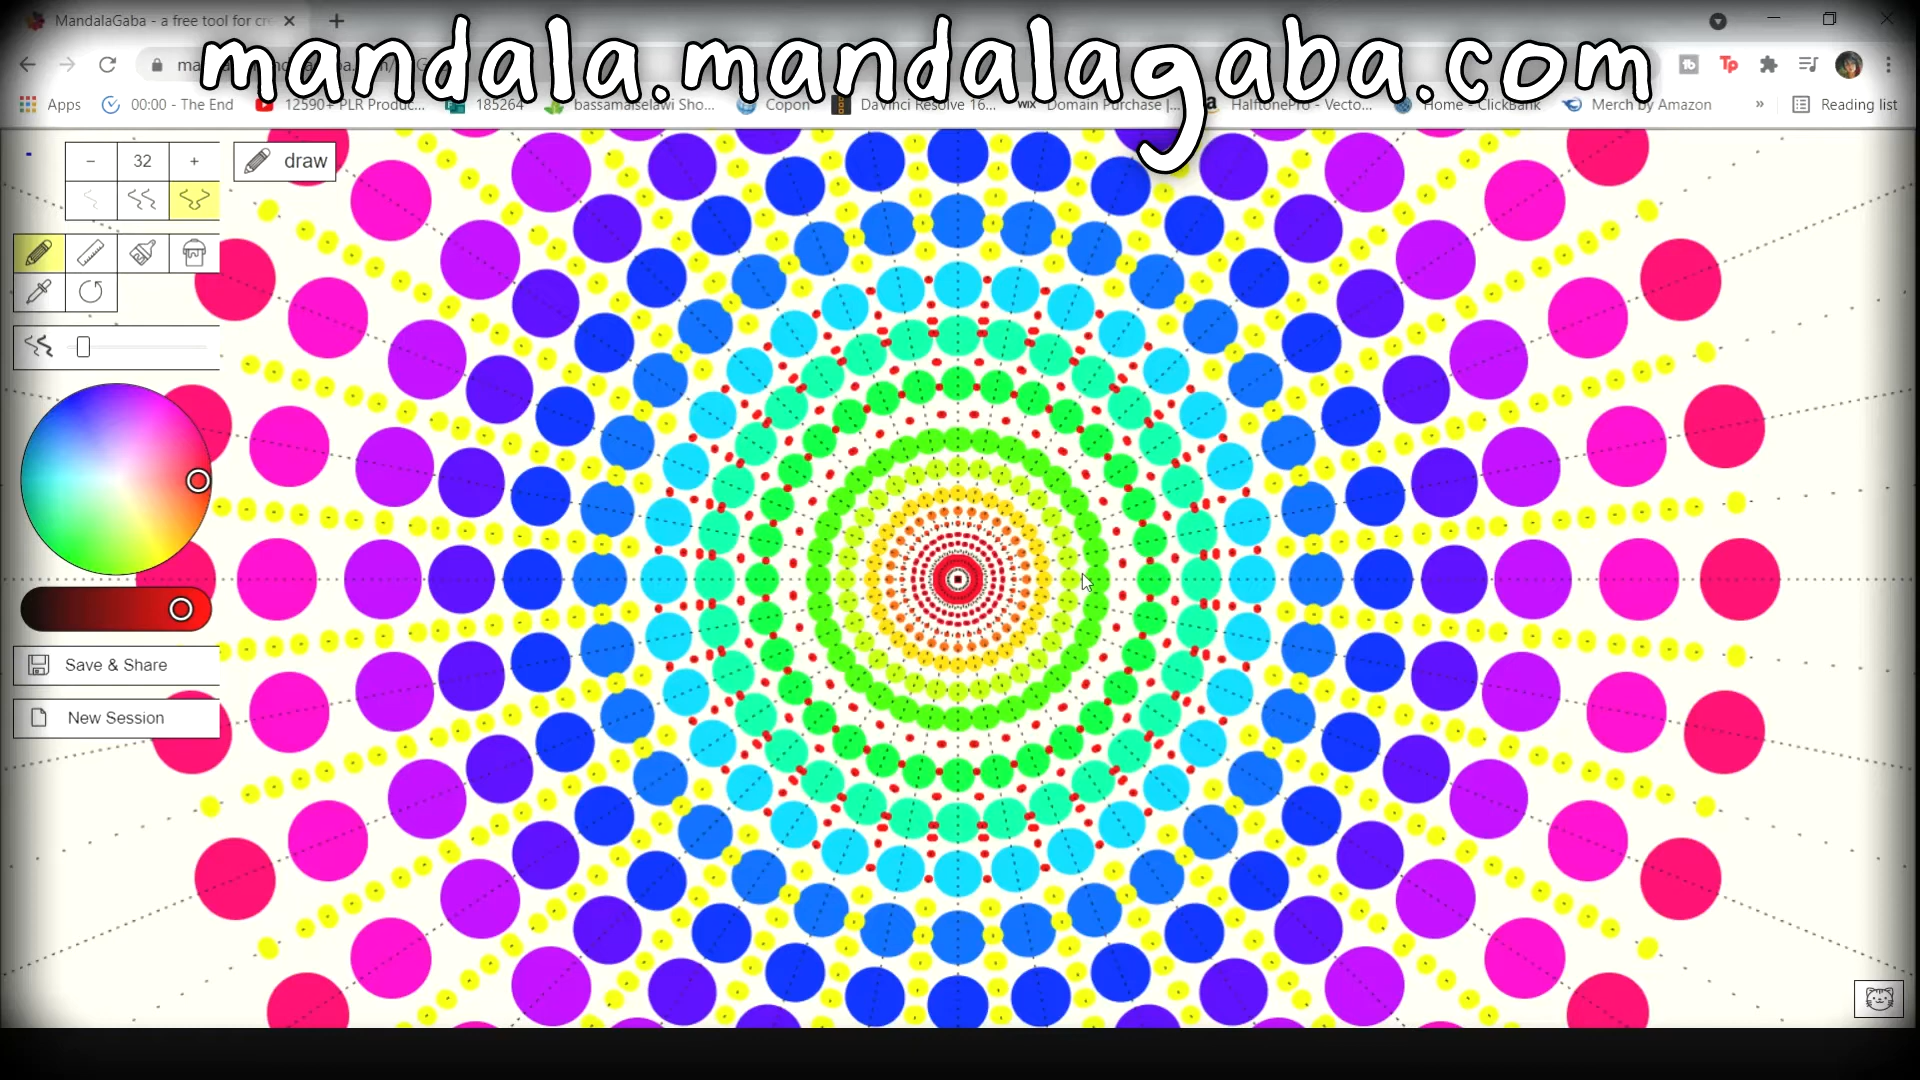 MandalaGaba - a free tool for cre
mandala.mandalagaba.com
Apps
00:00 - The End
12590+ PLR Produc...
185264
bassamalselawi Sho...
Copon
DaVinci Resolve 16...
WIX Domain Purchase |...
HalftonePro - Vecto...
Home - ClickBank
Merch by Amazon
»
Reading list
- 32 +
draw
Save & Share
New Session